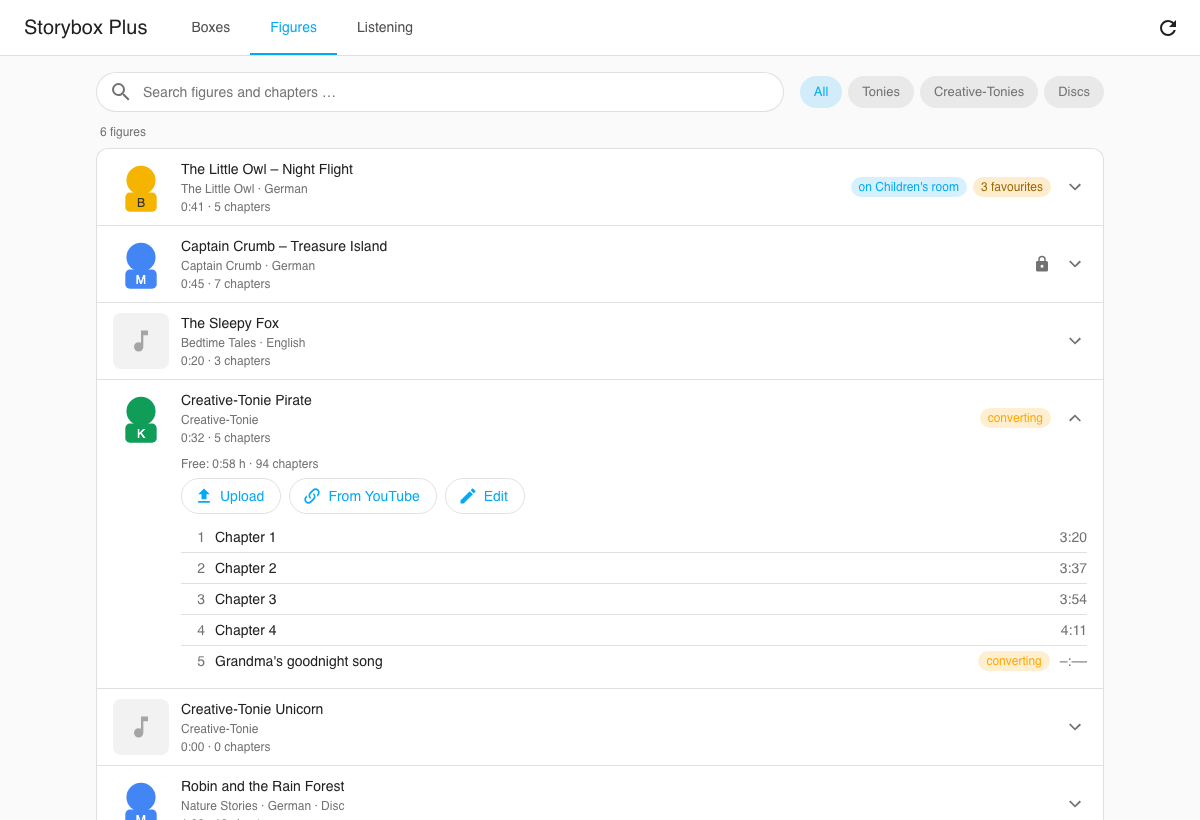 Storybox Plus Boxes Figures Listening
Search figures and chapters …
All Tonies Creative-Tonies Discs
6 figures
The Little Owl – Night Flight
The Little Owl · German
0:41 · 5 chapters
on Children's room 3 favourites
B
Captain Crumb – Treasure Island
Captain Crumb · German
0:45 · 7 chapters
M
The Sleepy Fox
Bedtime Tales · English
0:20 · 3 chapters
Creative-Tonie Pirate
Creative-Tonie
0:32 · 5 chapters
converting
K
Free: 0:58 h · 94 chapters
Upload From YouTube Edit
1 Chapter 1 3:20
2 Chapter 2 3:37
3 Chapter 3 3:54
4 Chapter 4 4:11
5 Grandma's goodnight song converting –:––
Creative-Tonie Unicorn
Creative-Tonie
0:00 · 0 chapters
Robin and the Rain Forest
Nature Stories · German · Disc
M